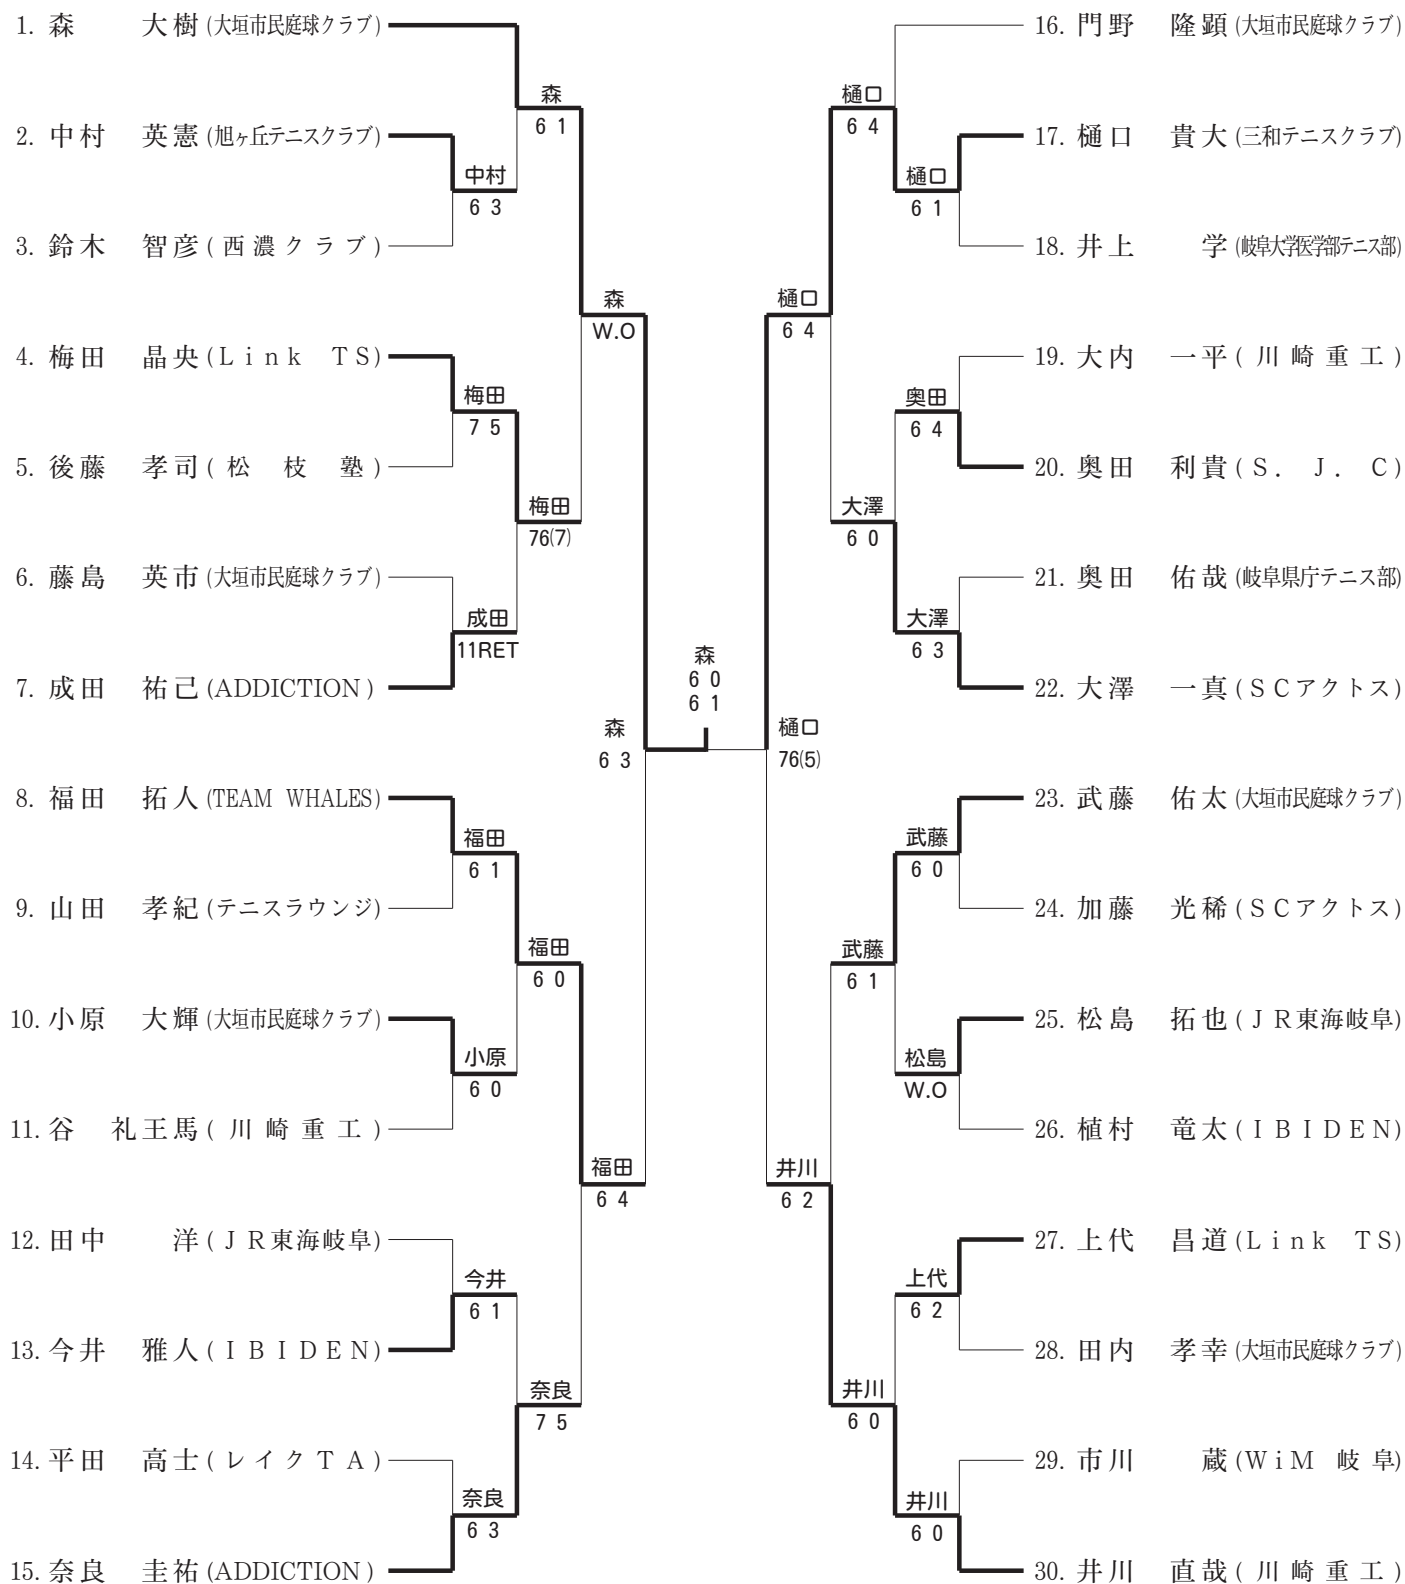 1. 森　大樹 (大垣市民庭球クラブ)
2. 中村　英憲 (旭ヶ丘テニスクラブ)
3. 鈴木　智彦 (西濃クラブ)
4. 梅田　晶央 (Link TS)
5. 後藤　孝司 (松枝塾)
6. 藤島　英市 (大垣市民庭球クラブ)
7. 成田　祐己 (ADDICTION)
8. 福田　拓人 (TEAM WHALES)
9. 山田　孝紀 (テニスラウンジ)
10. 小原　大輝 (大垣市民庭球クラブ)
11. 谷　礼王馬 (川崎重工)
12. 田中　洋 (JR東海岐阜)
13. 今井　雅人 (IBIDEN)
14. 平田　高士 (レイクTA)
15. 奈良　圭祐 (ADDICTION)
中村
6 3
梅田
7 5
成田
11RET
福田
6 1
小原
6 0
今井
6 1
奈良
6 3
森
6 1
梅田
76(7)
福田
6 0
奈良
7 5
森
W.O
福田
6 4
森
6 3
森
6 0
6 1
樋口
76(5)
樋口
6 4
井川
6 2
樋口
6 4
大澤
6 0
武藤
6 1
井川
6 0
樋口
6 1
奥田
6 4
大澤
6 3
武藤
6 0
松島
W.O
上代
6 2
井川
6 0
16. 門野　隆顕 (大垣市民庭球クラブ)
17. 樋口　貴大 (三和テニスクラブ)
18. 井上　学 (岐阜大学医学部テニス部)
19. 大内　一平 (川崎重工)
20. 奥田　利貴 (S. J. C)
21. 奥田　佑哉 (岐阜県庁テニス部)
22. 大澤　一真 (SCアクトス)
23. 武藤　佑太 (大垣市民庭球クラブ)
24. 加藤　光稀 (SCアクトス)
25. 松島　拓也 (JR東海岐阜)
26. 植村　竜太 (IBIDEN)
27. 上代　昌道 (Link TS)
28. 田内　孝幸 (大垣市民庭球クラブ)
29. 市川　蔵 (WiM 岐阜)
30. 井川　直哉 (川崎重工)